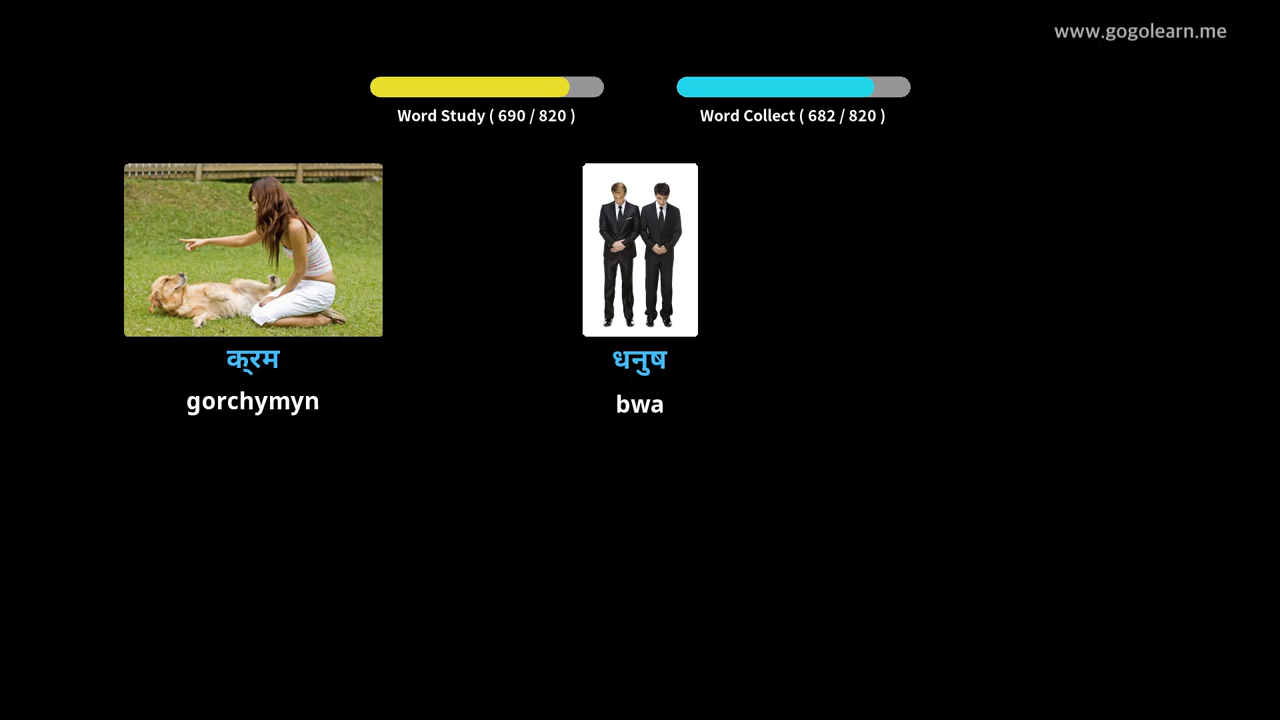 www.gogolearn.me
Word Study ( 690 / 820 )
Word Collect ( 682 / 820 )
क्रम
gorchymyn
धनुष
bwa